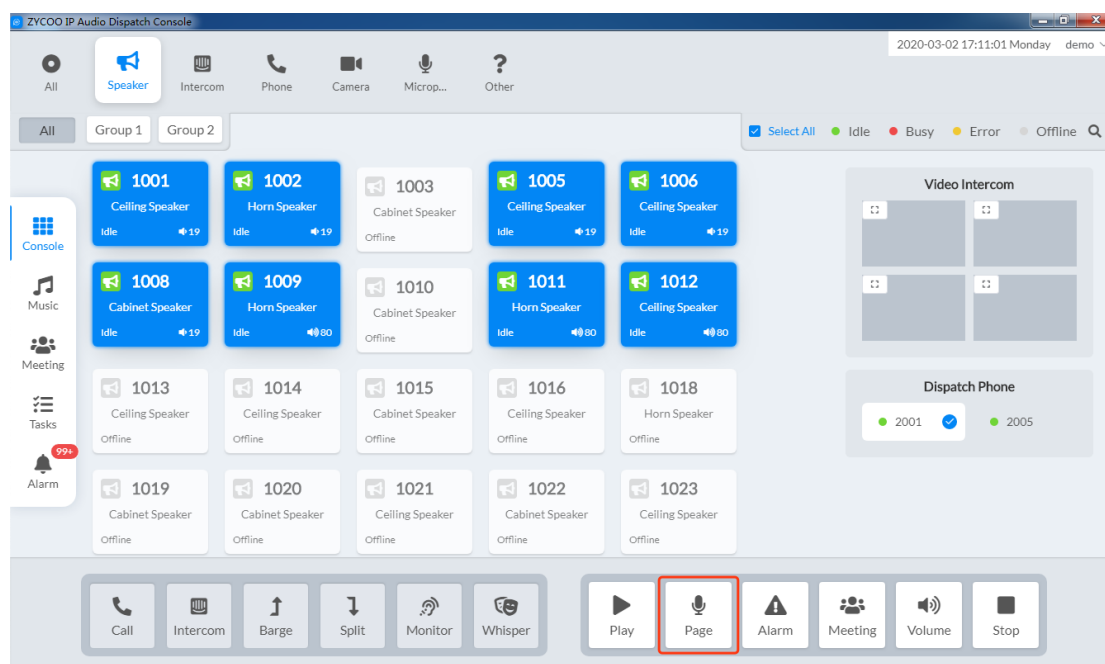 ZYCOO IP Audio Dispatch Console
2020-03-02 17:11:01 Monday demo
All Speaker Intercom Phone Camera Microp... Other
All Group 1 Group 2 Select All Idle Busy Error Offline
1001 1002 1003 1005 1006
Ceiling Speaker Horn Speaker Cabinet Speaker Ceiling Speaker Ceiling Speaker
Idle 19 Idle 19 Offline Idle 19 Idle 19
Video Intercom
Console
1008 1009 1010 1011 1012
Cabinet Speaker Horn Speaker Cabinet Speaker Horn Speaker Ceiling Speaker
Idle 19 Idle 80 Offline Idle 80 Idle 80
Music
Meeting
1013 1014 1015 1016 1018
Ceiling Speaker Ceiling Speaker Cabinet Speaker Ceiling Speaker Horn Speaker
Offline Offline Offline Offline Offline
Dispatch Phone
2001 2005
Tasks
99+
Alarm
1019 1020 1021 1022 1023
Cabinet Speaker Cabinet Speaker Ceiling Speaker Cabinet Speaker Ceiling Speaker
Offline Offline Offline Offline Offline
Call Intercom Barge Split Monitor Whisper Play Page Alarm Meeting Volume Stop